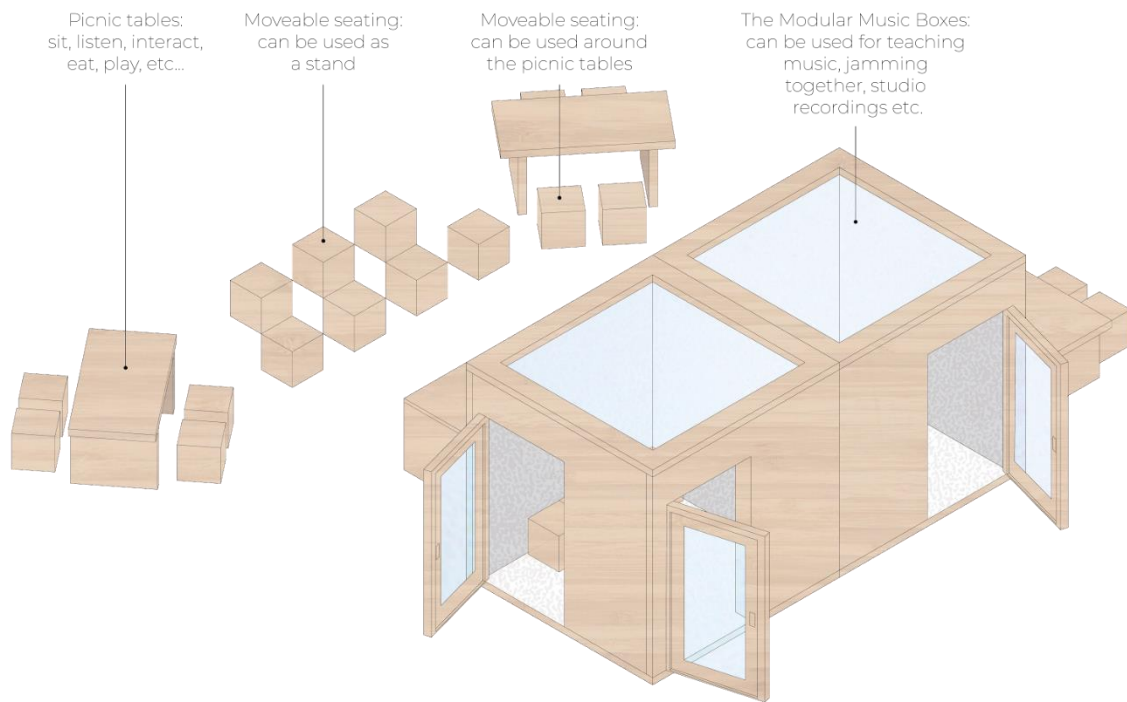 Picnic tables:
sit, listen, interact,
eat, play, etc...
Moveable seating:
can be used as
a stand
Moveable seating:
can be used around
the picnic tables
The Modular Music Boxes:
can be used for teaching
music, jamming
together, studio
recordings etc.